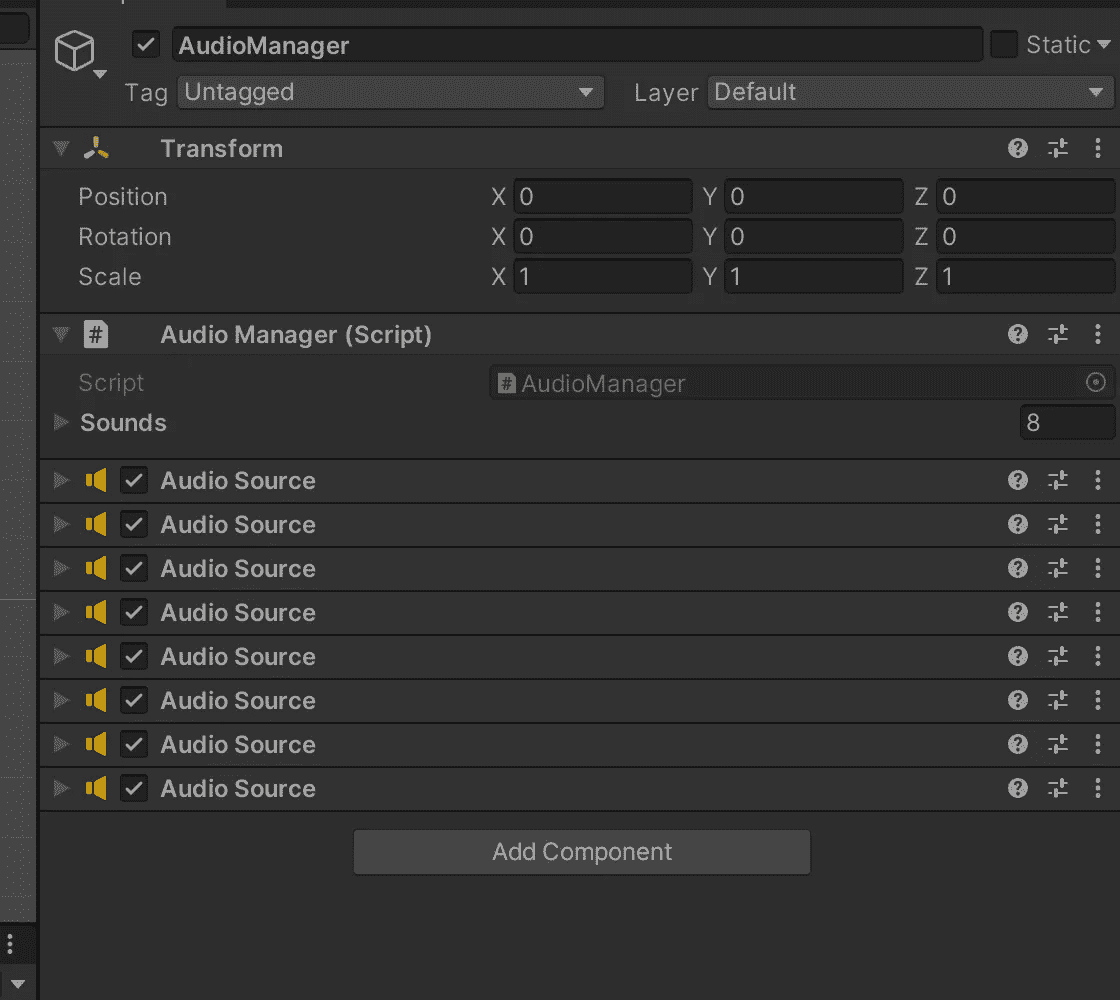 AudioManager Static
Tag Untagged Layer Default
Transform
Position X 0 Y 0 Z 0
Rotation X 0 Y 0 Z 0
Scale X 1 Y 1 Z 1
# Audio Manager (Script)
Script # AudioManager
Sounds 8
Audio Source
Audio Source
Audio Source
Audio Source
Audio Source
Audio Source
Audio Source
Audio Source
Add Component